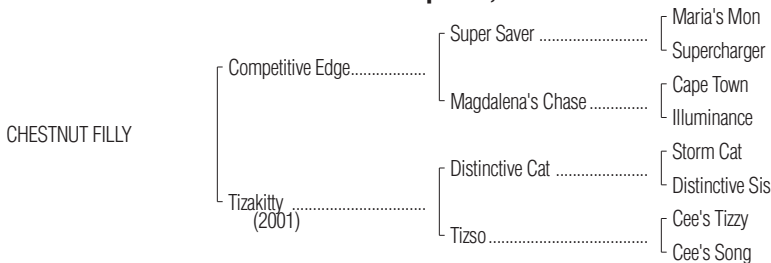 Maria's Mon
Super Saver ........................
Supercharger
Competitive Edge..................
Cape Town
Magdalena's Chase .............
Illuminance
CHESTNUT FILLY
Storm Cat
Distinctive Cat .....................
Distinctive Sis
Tizakitty ..............................
(2001)
Cee's Tizzy
Tizso.....................................
Cee's Song